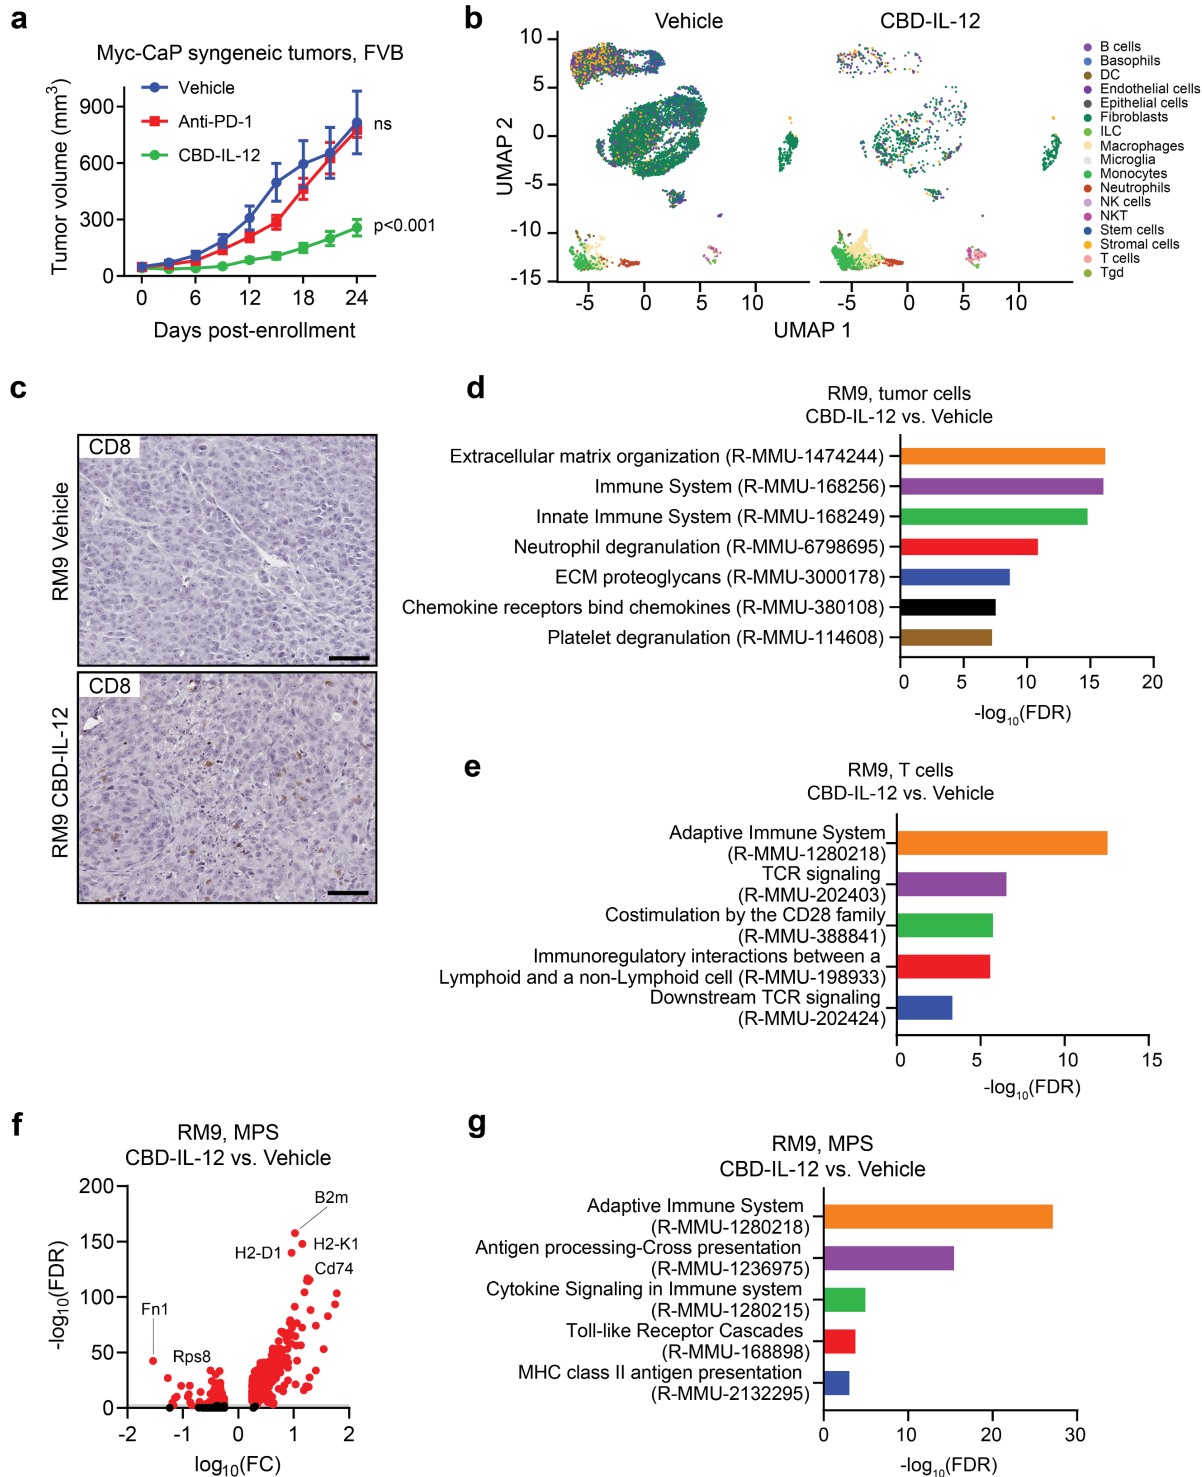 a
Myc-CaP syngeneic tumors, FVB
Vehicle
Anti-PD-1
CBD-IL-12
Tumor volume (mm³)
900
600
300
0
ns
p<0.001
0 6 12 18 24
Days post-enrollment
b
Vehicle CBD-IL-12
UMAP 2
10
5
0
-5
-10
-15
-5 0 5 10 -5 0 5 10
UMAP 1
B cells
Basophils
DC
Endothelial cells
Epithelial cells
Fibroblasts
ILC
Macrophages
Microglia
Monocytes
Neutrophils
NK cells
NKT
Stem cells
Stromal cells
T cells
Tgd
c
RM9 Vehicle
CD8
RM9 CBD-IL-12
CD8
d
RM9, tumor cells
CBD-IL-12 vs. Vehicle
Extracellular matrix organization (R-MMU-1474244)
Immune System (R-MMU-168256)
Innate Immune System (R-MMU-168249)
Neutrophil degranulation (R-MMU-6798695)
ECM proteoglycans (R-MMU-3000178)
Chemokine receptors bind chemokines (R-MMU-380108)
Platelet degranulation (R-MMU-114608)
0 5 10 15 20
-log₁₀(FDR)
e
RM9, T cells
CBD-IL-12 vs. Vehicle
Adaptive Immune System
(R-MMU-1280218)
TCR signaling
(R-MMU-202403)
Costimulation by the CD28 family
(R-MMU-388841)
Immunoregulatory interactions between a
Lymphoid and a non-Lymphoid cell (R-MMU-198933)
Downstream TCR signaling
(R-MMU-202424)
0 5 10 15
-log₁₀(FDR)
f
RM9, MPS
CBD-IL-12 vs. Vehicle
-log₁₀(FDR)
200
150
100
50
0
B2m
H2-D1
H2-K1
Cd74
Fn1
Rps8
-2 -1 0 1 2
log₁₀(FC)
g
RM9, MPS
CBD-IL-12 vs. Vehicle
Adaptive Immune System
(R-MMU-1280218)
Antigen processing-Cross presentation
(R-MMU-1236975)
Cytokine Signaling in Immune system
(R-MMU-1280215)
Toll-like Receptor Cascades
(R-MMU-168898)
MHC class II antigen presentation
(R-MMU-2132295)
0 10 20 30
-log₁₀(FDR)